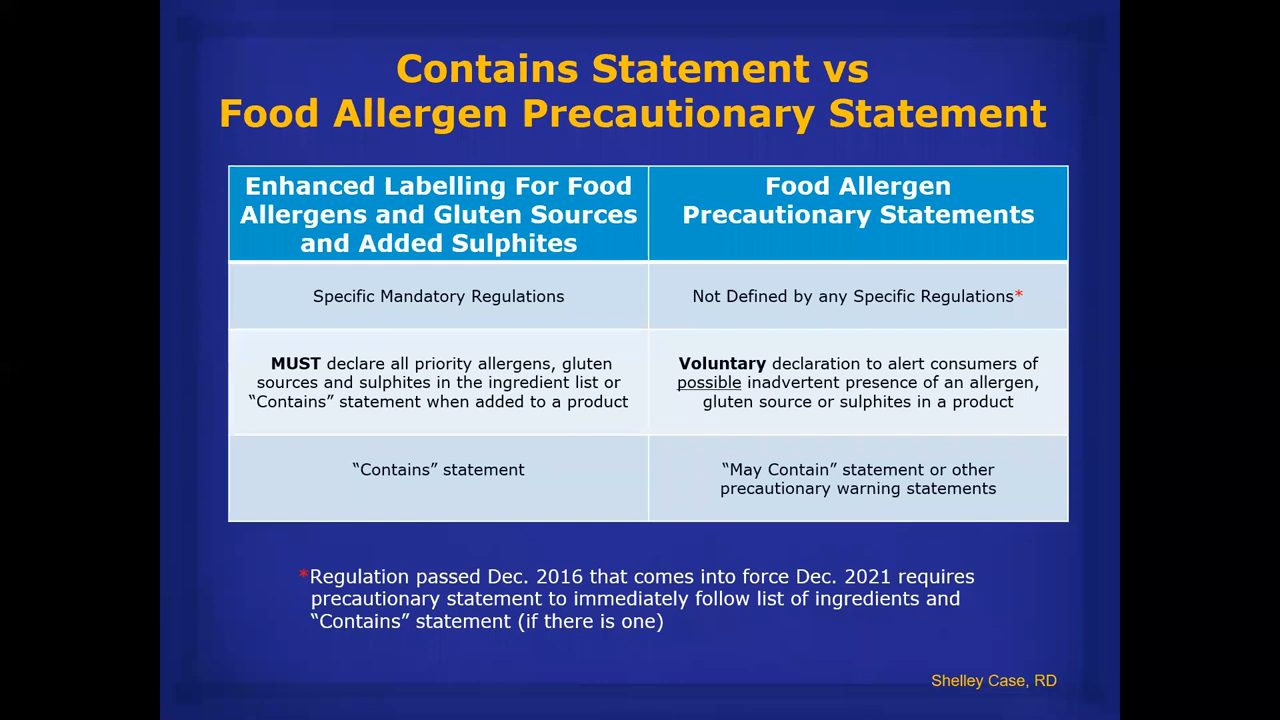 Contains Statement vs
Food Allergen Precautionary Statement
Enhanced Labelling For Food
Allergens and Gluten Sources
and Added Sulphites
Food Allergen
Precautionary Statements
Specific Mandatory Regulations
Not Defined by any Specific Regulations*
MUST declare all priority allergens, gluten
sources and sulphites in the ingredient list or
“Contains” statement when added to a product
Voluntary declaration to alert consumers of
possible inadvertent presence of an allergen,
gluten source or sulphites in a product
“Contains” statement
“May Contain” statement or other
precautionary warning statements
*Regulation passed Dec. 2016 that comes into force Dec. 2021 requires
precautionary statement to immediately follow list of ingredients and
“Contains” statement (if there is one)
Shelley Case, RD